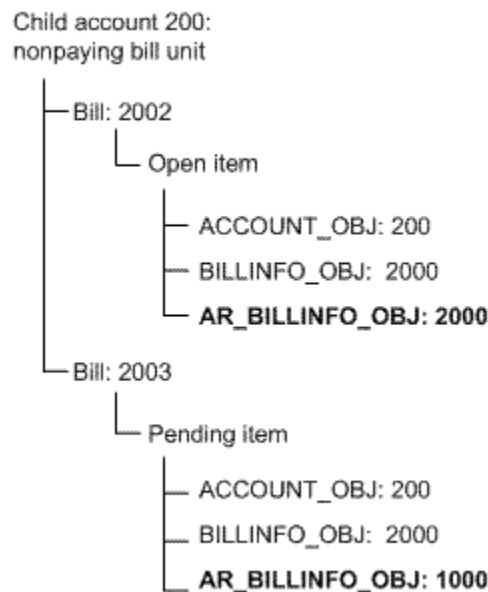 Child account 200:
nonpaying bill unit
Bill: 2002
Open item
ACCOUNT_OBJ: 200
BILLINFO_OBJ: 2000
AR_BILLINFO_OBJ: 2000
Bill: 2003
Pending item
ACCOUNT_OBJ: 200
BILLINFO_OBJ: 2000
AR_BILLINFO_OBJ: 1000